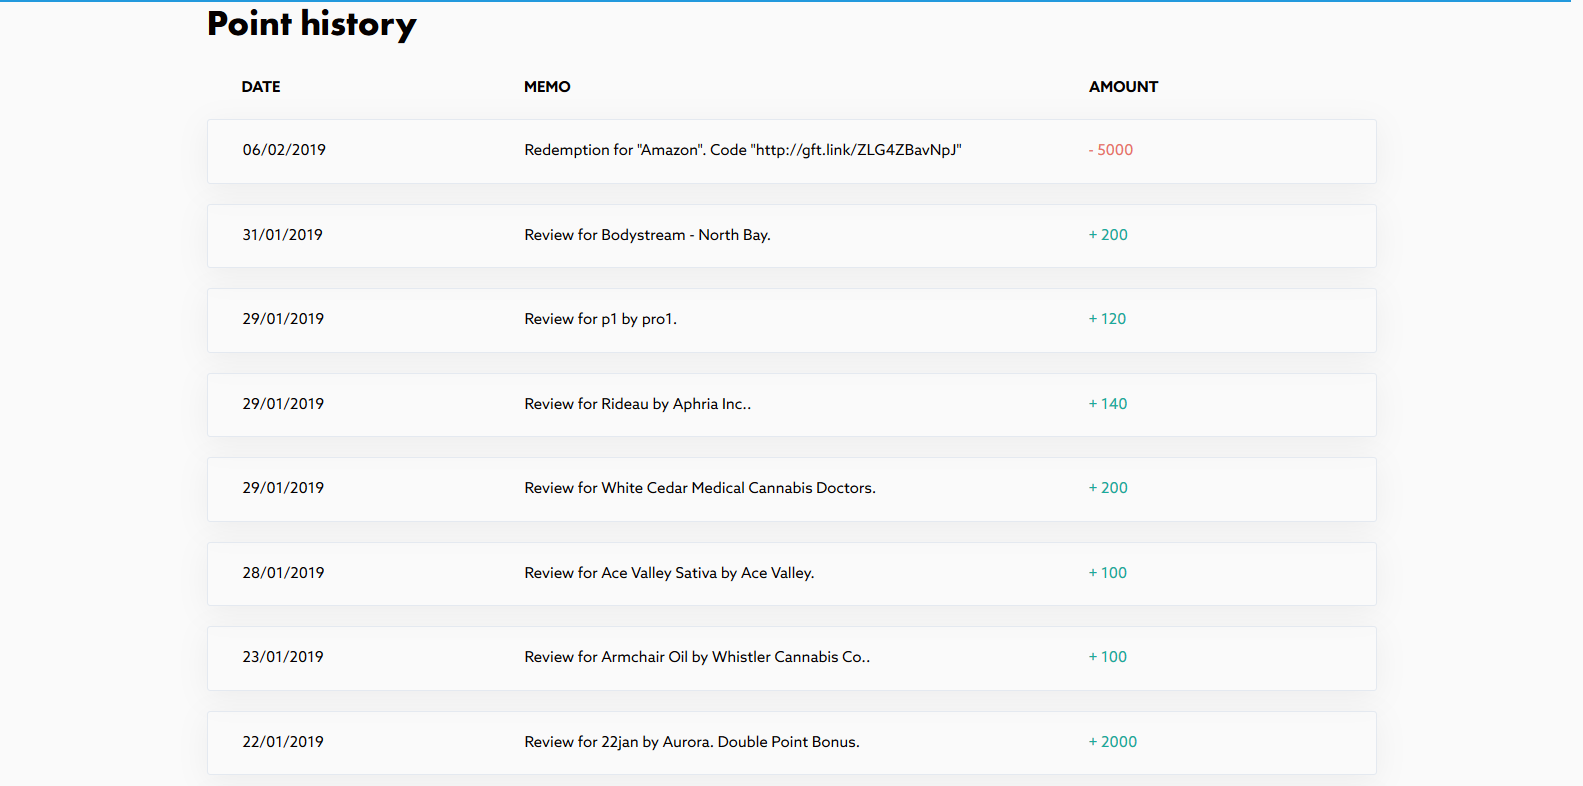 Point history
DATE MEMO AMOUNT
06/02/2019 Redemption for "Amazon". Code "http://gft.link/ZLG4ZBavNpJ" - 5000
31/01/2019 Review for Bodystream - North Bay. + 200
29/01/2019 Review for p1 by pro1. + 120
29/01/2019 Review for Rideau by Aphria Inc.. + 140
29/01/2019 Review for White Cedar Medical Cannabis Doctors. + 200
28/01/2019 Review for Ace Valley Sativa by Ace Valley. + 100
23/01/2019 Review for Armchair Oil by Whistler Cannabis Co.. + 100
22/01/2019 Review for 22jan by Aurora. Double Point Bonus. + 2000